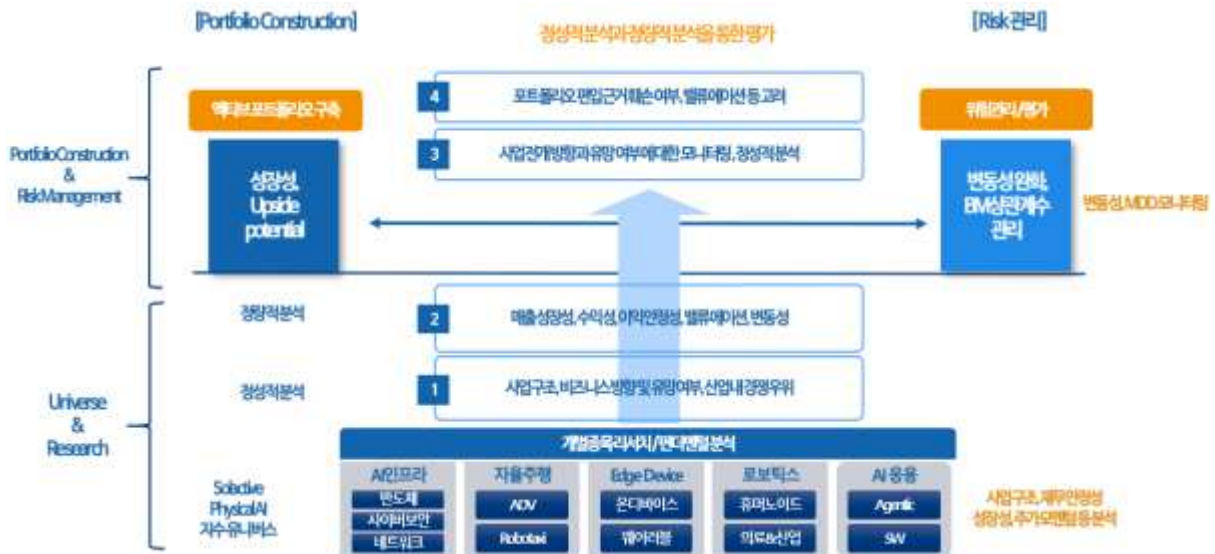 [Portfolio Construction]
정성적 분석과 정량적 분석을 통한 평가
[Risk 관리]
4
포트폴리오 편입근거 훼손 여부, 밸류에이션 등 고려
액티브 포트폴리오 구축
위험관리/평가
3
사업전개방향과 유망 여부에 대한 모니터링, 정성적 분석
Portfolio Construction
&
Risk Management
성장성,
Upside
potential
변동성 완화,
BM상관계수
관리
변동성, MDD 모니터링
정량적분석
2
매출성장성, 수익성, 이익안정성, 밸류에이션, 변동성
정성적분석
1
사업구조, 비즈니스 방향 및 유망여부, 산업내 경쟁우위
Universe
&
Research
개별종목 리서치 / 펀더멘털 분석
AI인프라
자율주행
Edge Device
로보틱스
AI 응용
반도체
사이버보안
네트워크
ADV
Robotaxi
온디바이스
웨어러블
휴머노이드
의료&산업
Agentic
SW
Solactive
Physical AI
지수 유니버스
사업구조, 재무안정성
성장성, 주가 모멘텀 등 분석